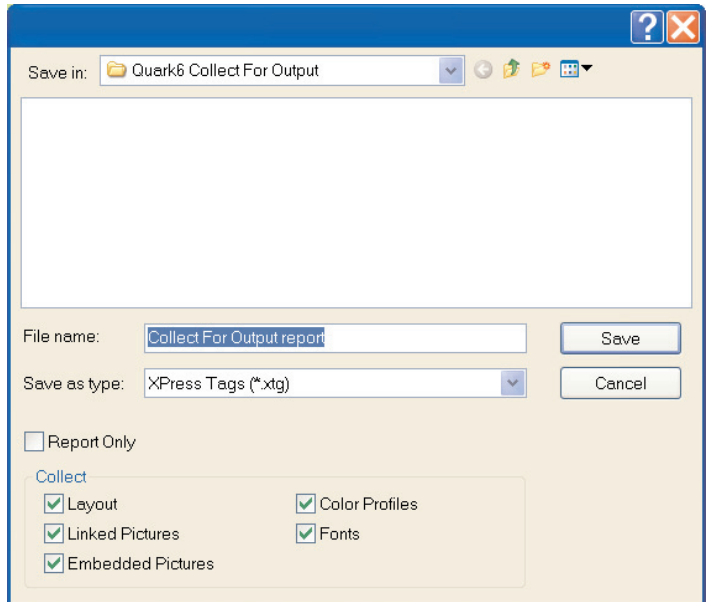 Save in: Quark6 Collect For Output
File name: Collect For Output report Save
Save as type: XPress Tags (*.xtg) Cancel
Report Only
Collect
Layout Color Profiles
Linked Pictures Fonts
Embedded Pictures